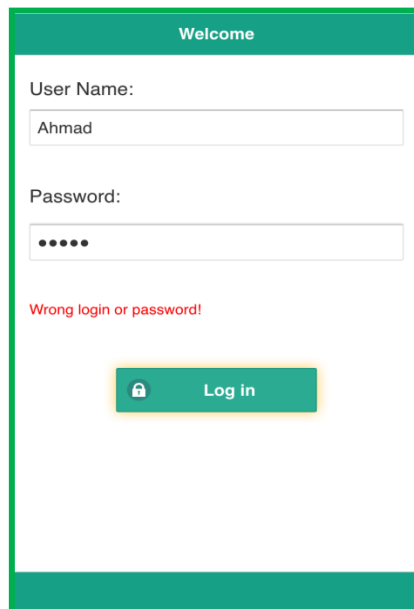 Welcome
User Name:
Ahmad
Password:
•••••
Wrong login or password!
Log in